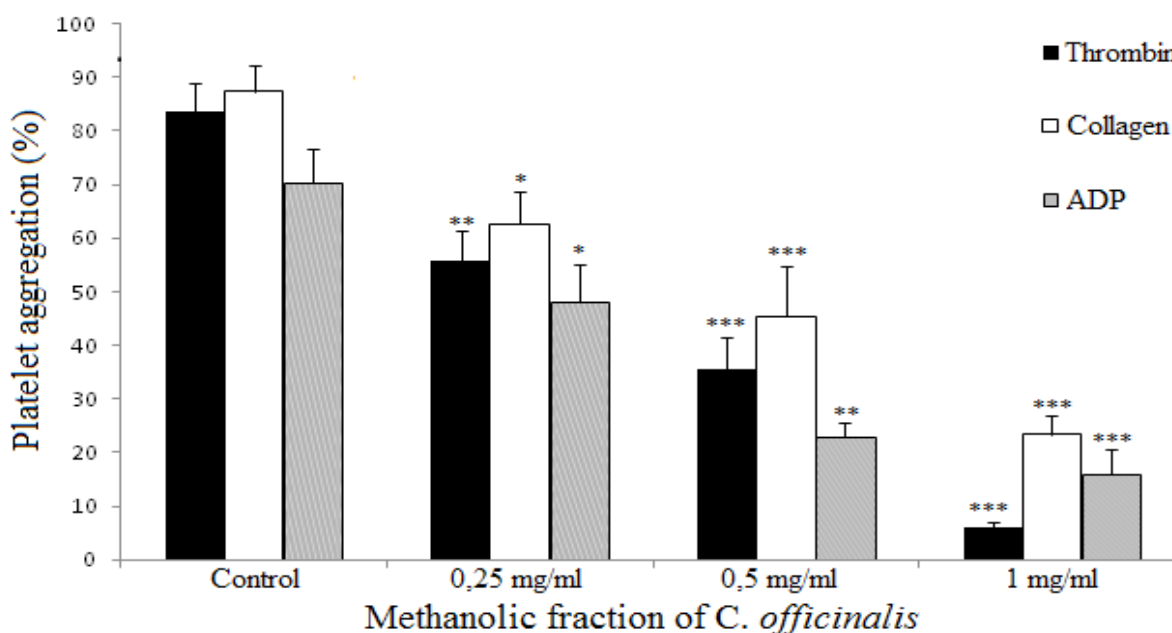 Platelet aggregation (%)
100
90
80
70
60
50
40
30
20
10
0
Thrombin
Collagen
ADP
**
*
*
***
***
**
***
***
***
Control
0,25 mg/ml
0,5 mg/ml
1 mg/ml
Methanolic fraction of C. officinalis